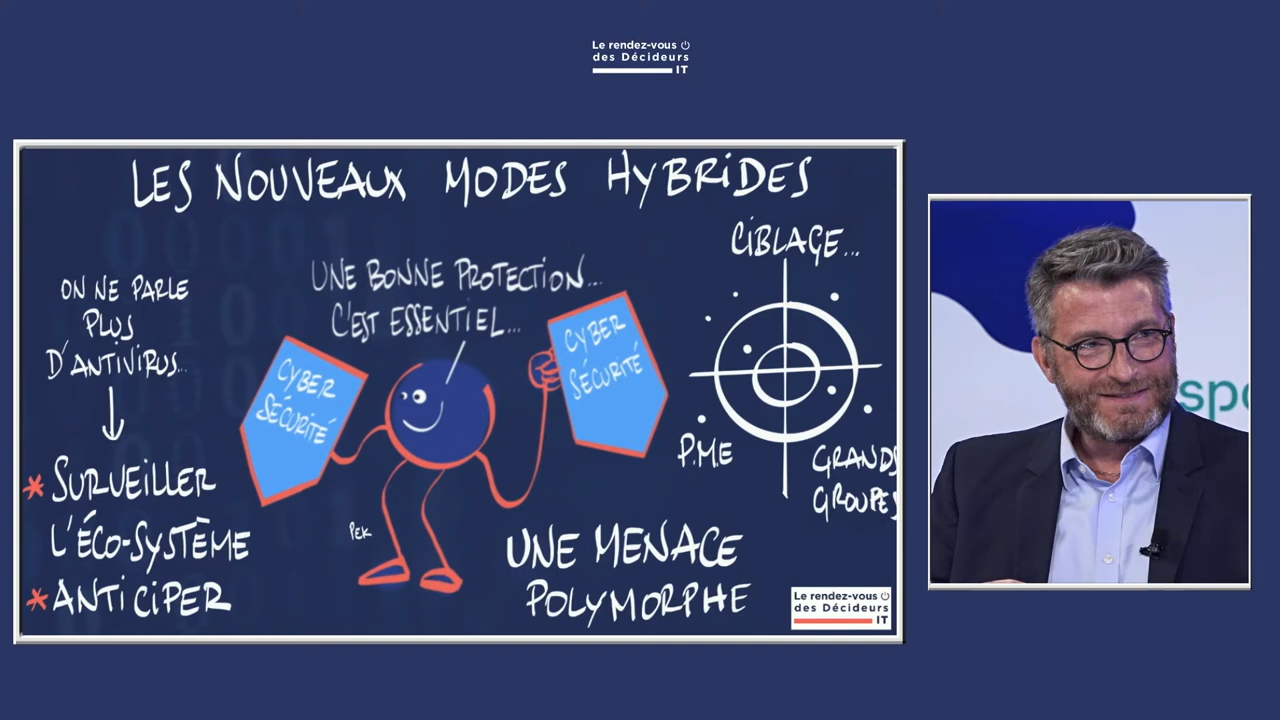 Le rendez-vous
des Décideurs
IT
LES NOUVEAUX MODES HYBRIDES
CIBLAGE...
UNE BONNE PROTECTION...
C'EST ESSENTIEL...
ON NE PARLE
PLUS
D'ANTIVIRUS...
CYBER
SÉCURITÉ
CYBER
SÉCURITÉ
P.M.E
GRANDS
GROUPES
* SURVEILLER
L'ÉCO-SYSTÈME
* ANTICIPER
PEK
UNE MENACE
POLYMORPHE
Le rendez-vous
des Décideurs
IT